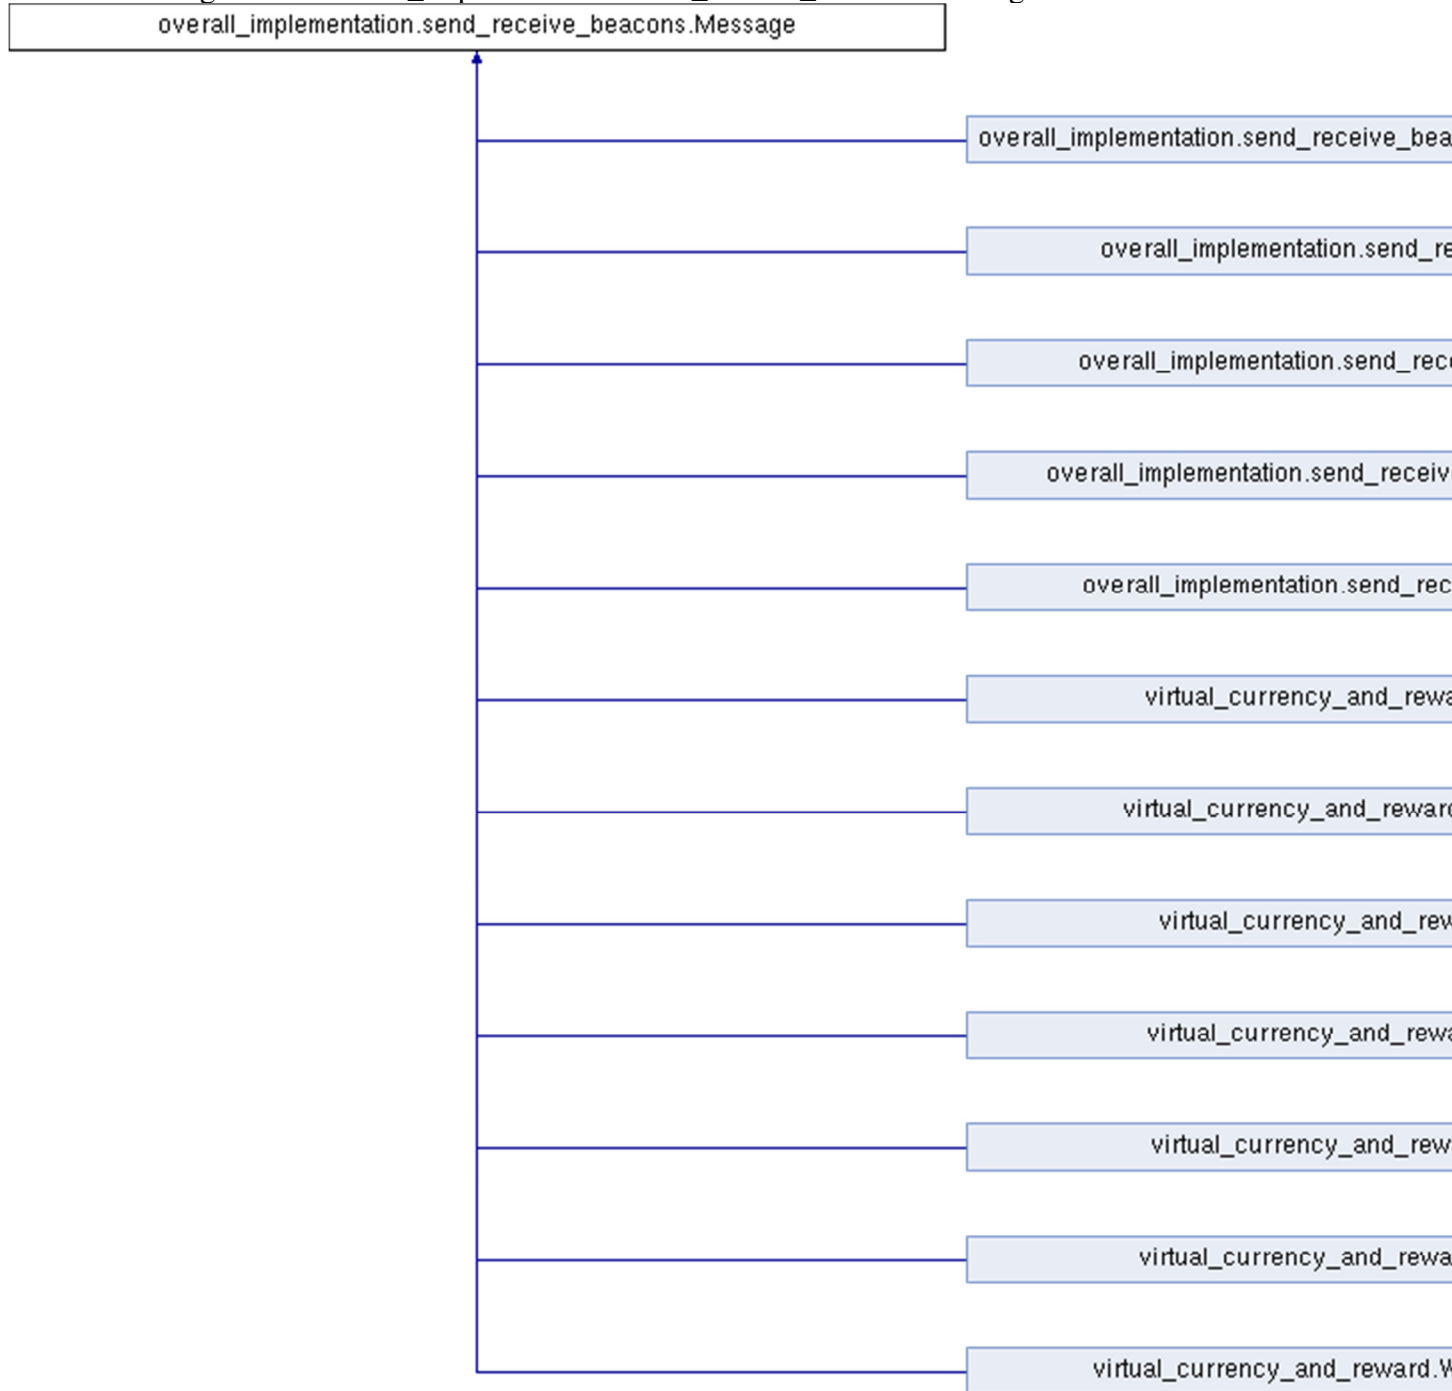 overall_implementation.send_receive_beacons.Message
overall_implementation.send_receive_bea
overall_implementation.send_re
overall_implementation.send_rec
overall_implementation.send_receiv
overall_implementation.send_rec
virtual_currency_and_rewa
virtual_currency_and_reward
virtual_currency_and_rew
virtual_currency_and_rewa
virtual_currency_and_rew
virtual_currency_and_rewa
virtual_currency_and_reward.W